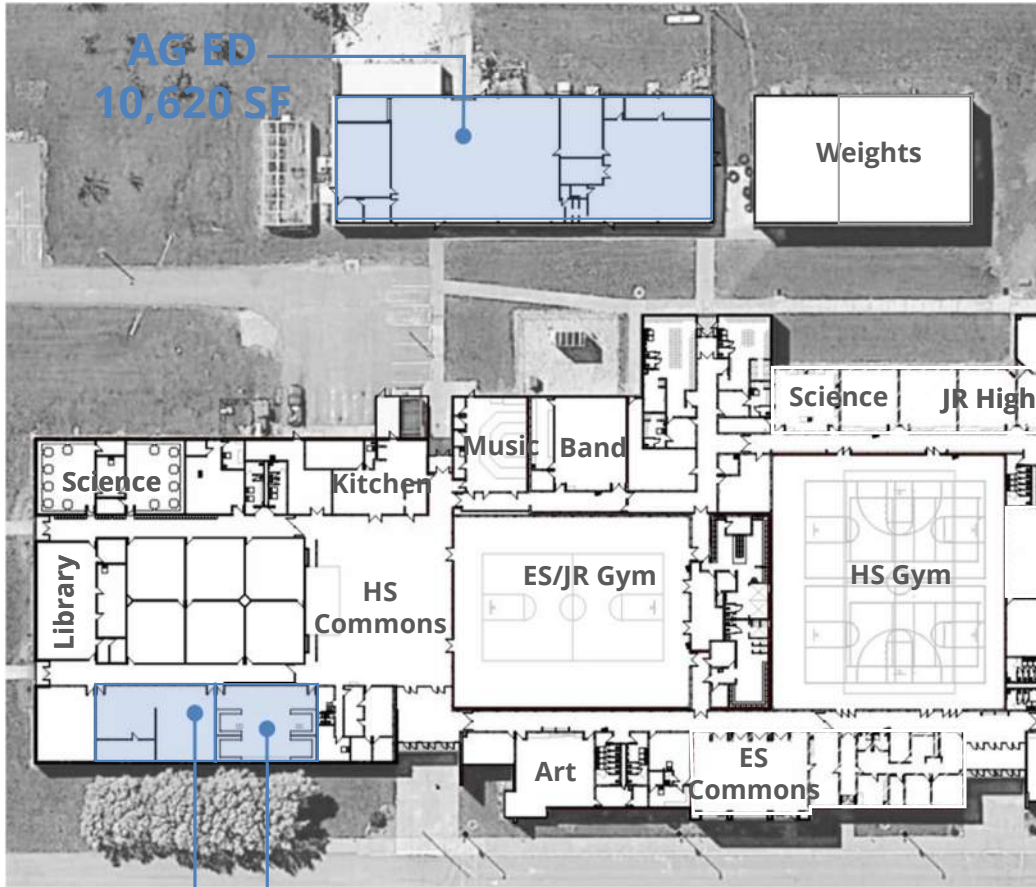 AG ED
10,620 SF
Weights
Science
JR High
Music
Band
Science
Kitchen
Library
HS
Commons
ES/JR Gym
HS Gym
Art
ES
Commons